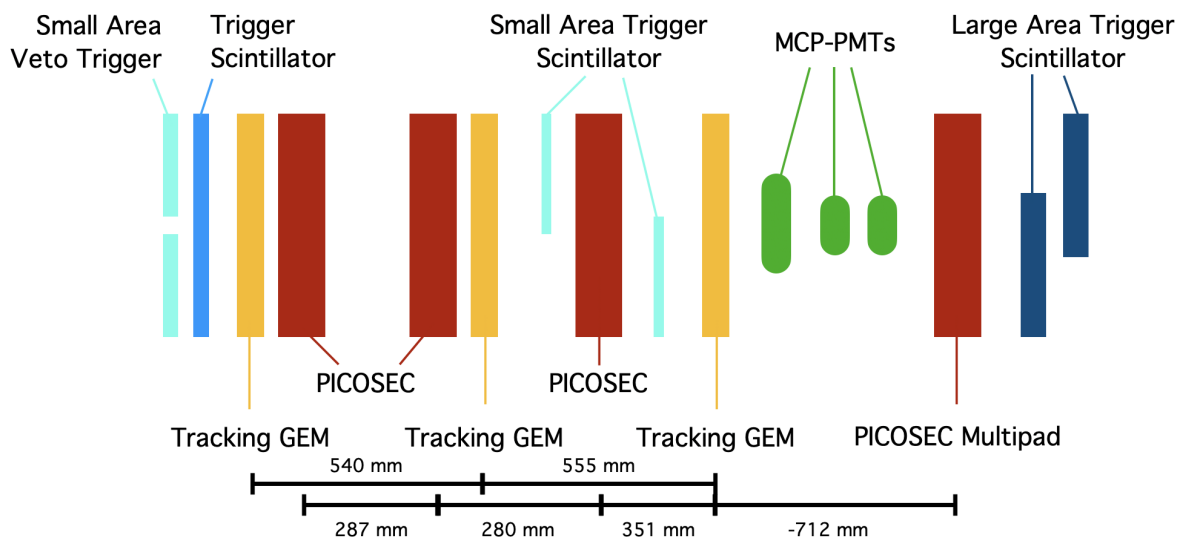 Small Area
Veto Trigger
Trigger
Scintillator
Small Area Trigger
Scintillator
MCP-PMTs
Large Area Trigger
Scintillator
PICOSEC
PICOSEC
Tracking GEM
Tracking GEM
Tracking GEM
PICOSEC Multipad
540 mm
555 mm
287 mm
280 mm
351 mm
-712 mm